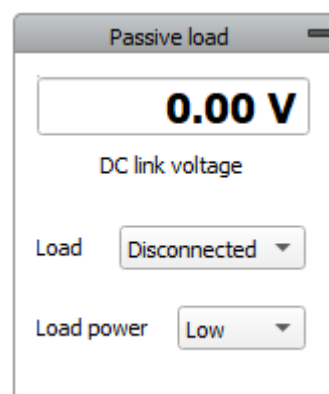 Passive load
0.00 V
DC link voltage
Load Disconnected
Load power Low